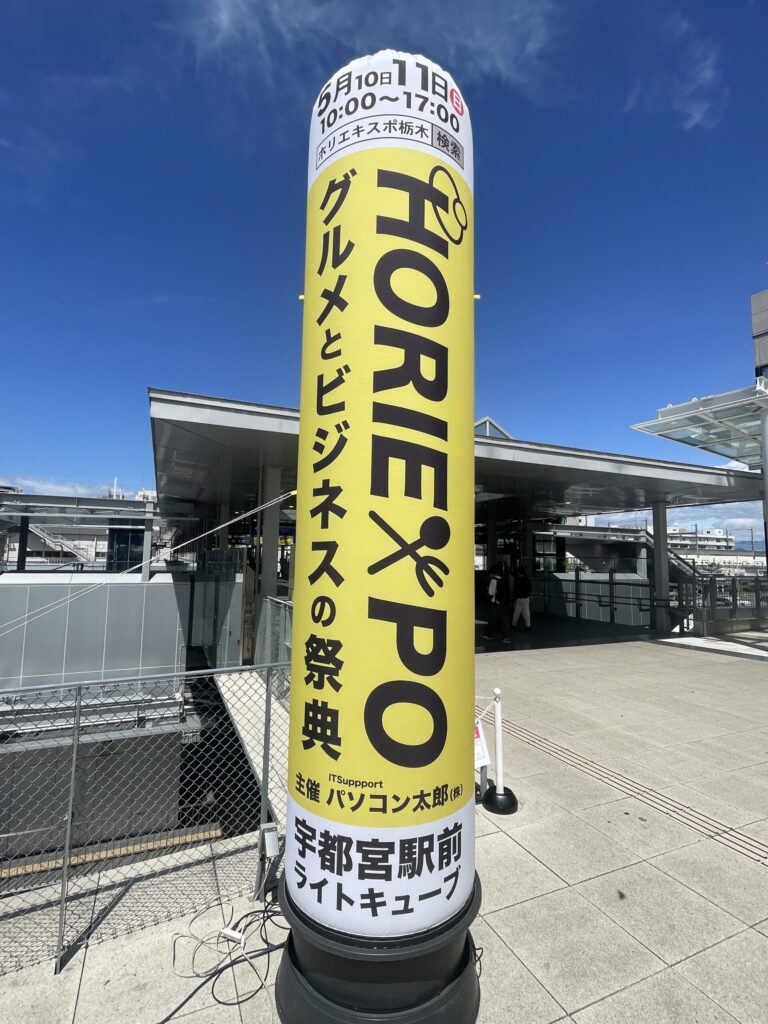 5月10日11日日
10:00～17:00
ホリエキスポ栃木 検索
HORIEXPO
グルメとビジネスの祭典
ITSuppport
主催 パソコン太郎(株)
宇都宮駅前
ライトキューブ